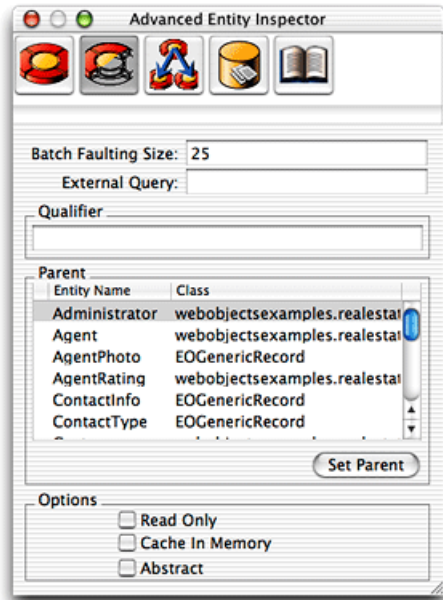 Advanced Entity Inspector
Batch Faulting Size: 25
External Query:
Qualifier
Parent
Entity Name Class
Administrator webobjectsexamples.realestat
Agent webobjectsexamples.realestat
AgentPhoto EOGenericRecord
AgentRating webobjectsexamples.realestat
ContactInfo EOGenericRecord
ContactType EOGenericRecord
Set Parent
Options
Read Only
Cache In Memory
Abstract